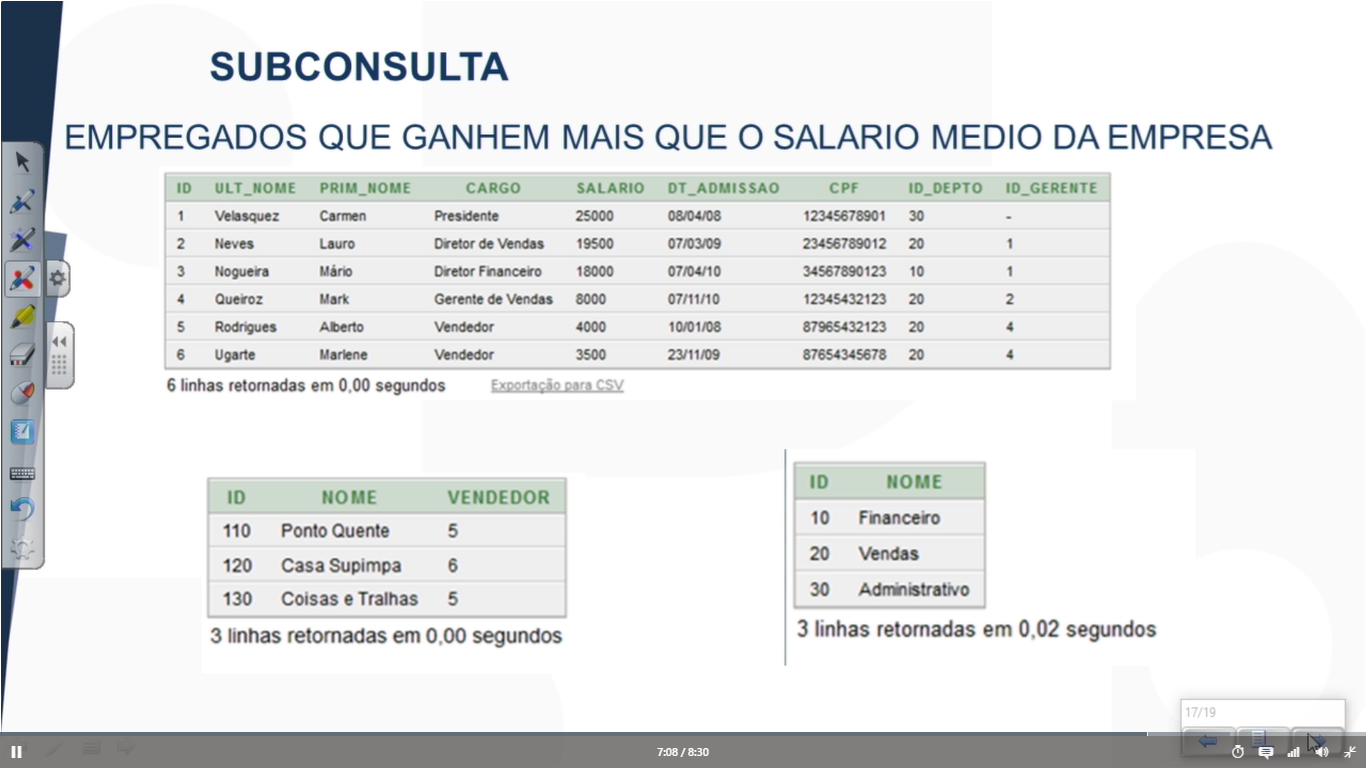 SUBCONSULTA
EMPREGADOS QUE GANHEM MAIS QUE O SALARIO MEDIO DA EMPRESA
ID ULT_NOME PRIM_NOME CARGO SALARIO DT_ADMISSAO CPF ID_DEPTO ID_GERENTE
1 Velasquez Carmen Presidente 25000 08/04/08 12345678901 30 -
2 Neves Lauro Diretor de Vendas 19500 07/03/09 23456789012 20 1
3 Nogueira Mário Diretor Financeiro 18000 07/04/10 34567890123 10 1
4 Queiroz Mark Gerente de Vendas 8000 07/11/10 12345432123 20 2
5 Rodrigues Alberto Vendedor 4000 10/01/08 87965432123 20 4
6 Ugarte Marlene Vendedor 3500 23/11/09 87654345678 20 4
6 linhas retornadas em 0,00 segundos Exportação para CSV
ID NOME VENDEDOR
110 Ponto Quente 5
120 Casa Supimpa 6
130 Coisas e Tralhas 5
3 linhas retornadas em 0,00 segundos
ID NOME
10 Financeiro
20 Vendas
30 Administrativo
3 linhas retornadas em 0,02 segundos
17/19
7:08 / 8:30